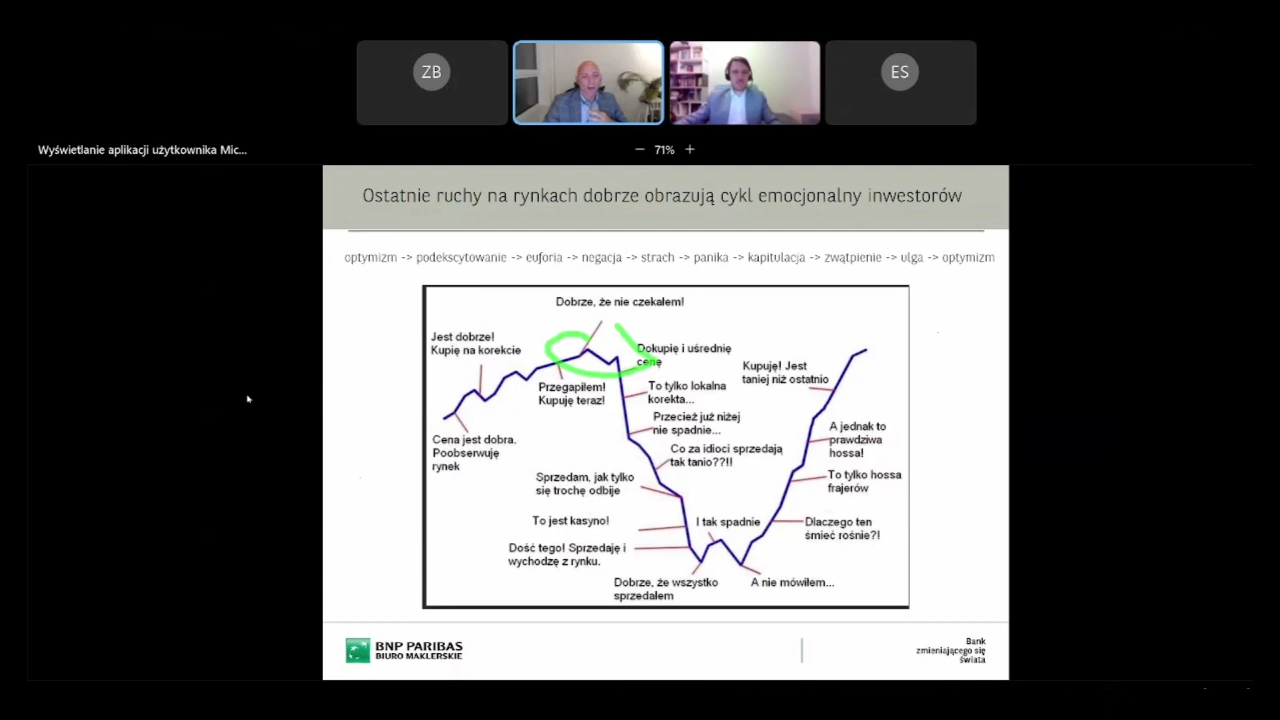 ZB
ES
Wyświetlanie aplikacji użytkownika Mic...
71%
Ostatnie ruchy na rynkach dobrze obrazują cykl emocjonalny inwestorów
optymizm -> podekscytowanie -> euforia -> negacja -> strach -> panika -> kapitulacja -> zwątpienie -> ulga -> optymizm
Dobrze, że nie czekałem!
Jest dobrze!
Kupię na korekcie
Dokupię i uśrednię
cenę
Przegapiłem!
Kupuję teraz!
Kupuję! Jest
taniej niż ostatnio
To tylko lokalna
korekta...
Przecież już niżej
nie spadnie...
Cena jest dobra.
Poobserwuję
rynek
A jednak to
prawdziwa
hossa!
Co za idioci sprzedają
tak tanio??!!
Sprzedam, jak tylko
się trochę odbije
To tylko hossa
frajerów
To jest kasyno!
I tak spadnie
Dlaczego ten
śmieć rośnie?!
Dość tego! Sprzedaję i
wychodzę z rynku.
Dobrze, że wszystko
sprzedałem
A nie mówiłem...
BNP PARIBAS
BIURO MAKLERSKIE
Bank
zmieniającego się
świata